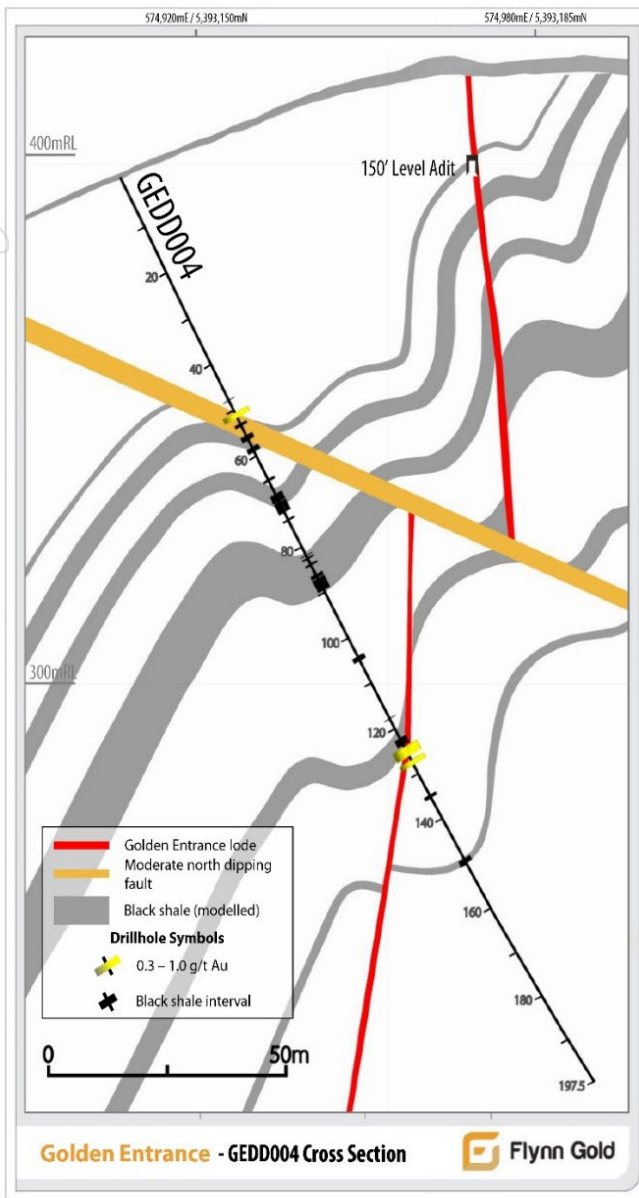 574,920mE / 5,393,150mN
574,980mE / 5,393,185mN
400mRL
150' Level Adit
GEDD004
20
40
60
80
100
300mRL
120
140
160
180
197.5
Golden Entrance lode
Moderate north dipping
fault
Black shale (modelled)
Drillhole Symbols
0.3 – 1.0 g/t Au
Black shale interval
0
50m
Golden Entrance - GEDD004 Cross Section
Flynn Gold